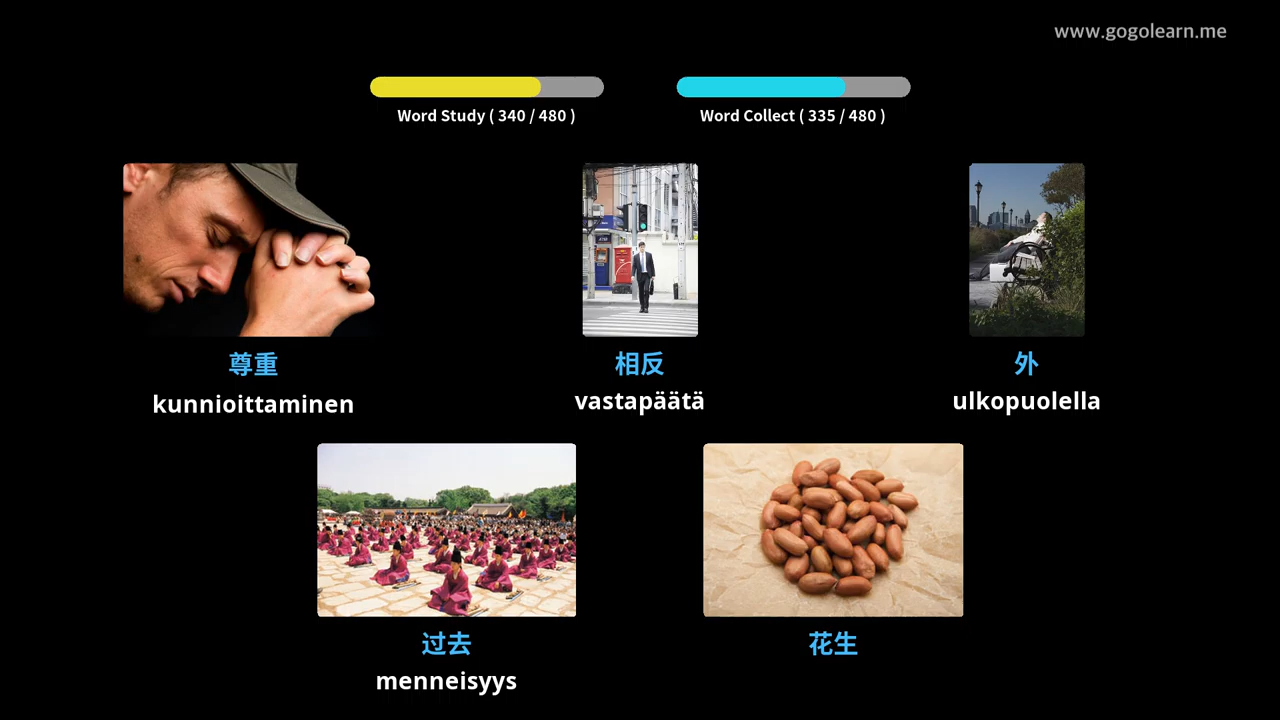 www.gogolearn.me
Word Study ( 340 / 480 )
Word Collect ( 335 / 480 )
尊重
kunnioittaminen
相反
vastapäätä
外
ulkopuolella
过去
menneisyys
花生